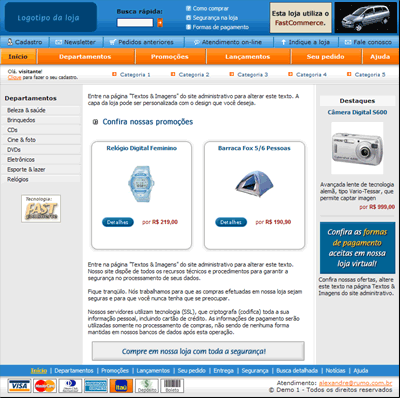 Logotipo da loja
Busca rápida:
Como comprar
Segurança na loja
Formas de pagamento
Esta loja utiliza o
FastCommerce.
Cadastro
Newsletter
Pedidos anteriores
Atendimento on-line
Indique a loja
Fale conosco
Início
Departamentos
Promoções
Lançamentos
Seu pedido
Ajuda
Olá, visitante!
Clique para fazer o seu cadastro.
Categoria 1
Categoria 2
Categoria 3
Categoria 4
Categoria 5
Departamentos
Beleza & saúde
Brinquedos
CDs
Cine & foto
DVDs
Eletrônicos
Esporte & lazer
Relógios
Tecnologia:
FAST
Entre na página "Textos & Imagens" do site administrativo para alterar este texto. A
capa da loja pode ser personalizada com o design que você deseja.
Confira nossas promoções
Relógio Digital Feminino
Detalhes
por R$ 219,00
Barraca Fox 5/6 Pessoas
Detalhes
por R$ 190,90
Entre na página "Textos & Imagens" do site administrativo para alterar este texto.
Nosso site dispõe de todos os recursos técnicos e procedimentos para garantir a
segurança no processamento de seus dados.
Fique tranqüilo. Nós trabalhamos para que as compras efetuadas em nossa loja sejam
seguras e para que você nunca tenha que se preocupar.
Nossos servidores utilizam tecnologia (SSL), que criptografa (codifica) toda a sua
informação pessoal, incluindo cartão de crédito. As informações de pagamento serão
utilizadas somente no processamento de compras, não sendo de nenhuma forma
mantidas em nossos bancos de dados após esta operação.
Compre em nossa loja com toda a segurança!
Destaques
Câmera Digital S600
Avançada lente de tecnologia
alemã, tipo Vario-Tessar, que
permite captar imagen
por R$ 999,00
Confira as formas
de pagamento
aceitas em nossa
loja virtual!
Confira nossas ofertas, altere
este texto na página Textos &
Imagens do site administrativo.
Início | Departamentos | Promoções | Lançamentos | Seu pedido | Entrega | Segurança | Busca detalhada | Notícias | Ajuda
VISA
MasterCard
Itaú
Depósito
Boleto
Atendimento: alexandre@rumo.com.br
© Demo 1 - Todos os direitos reservados